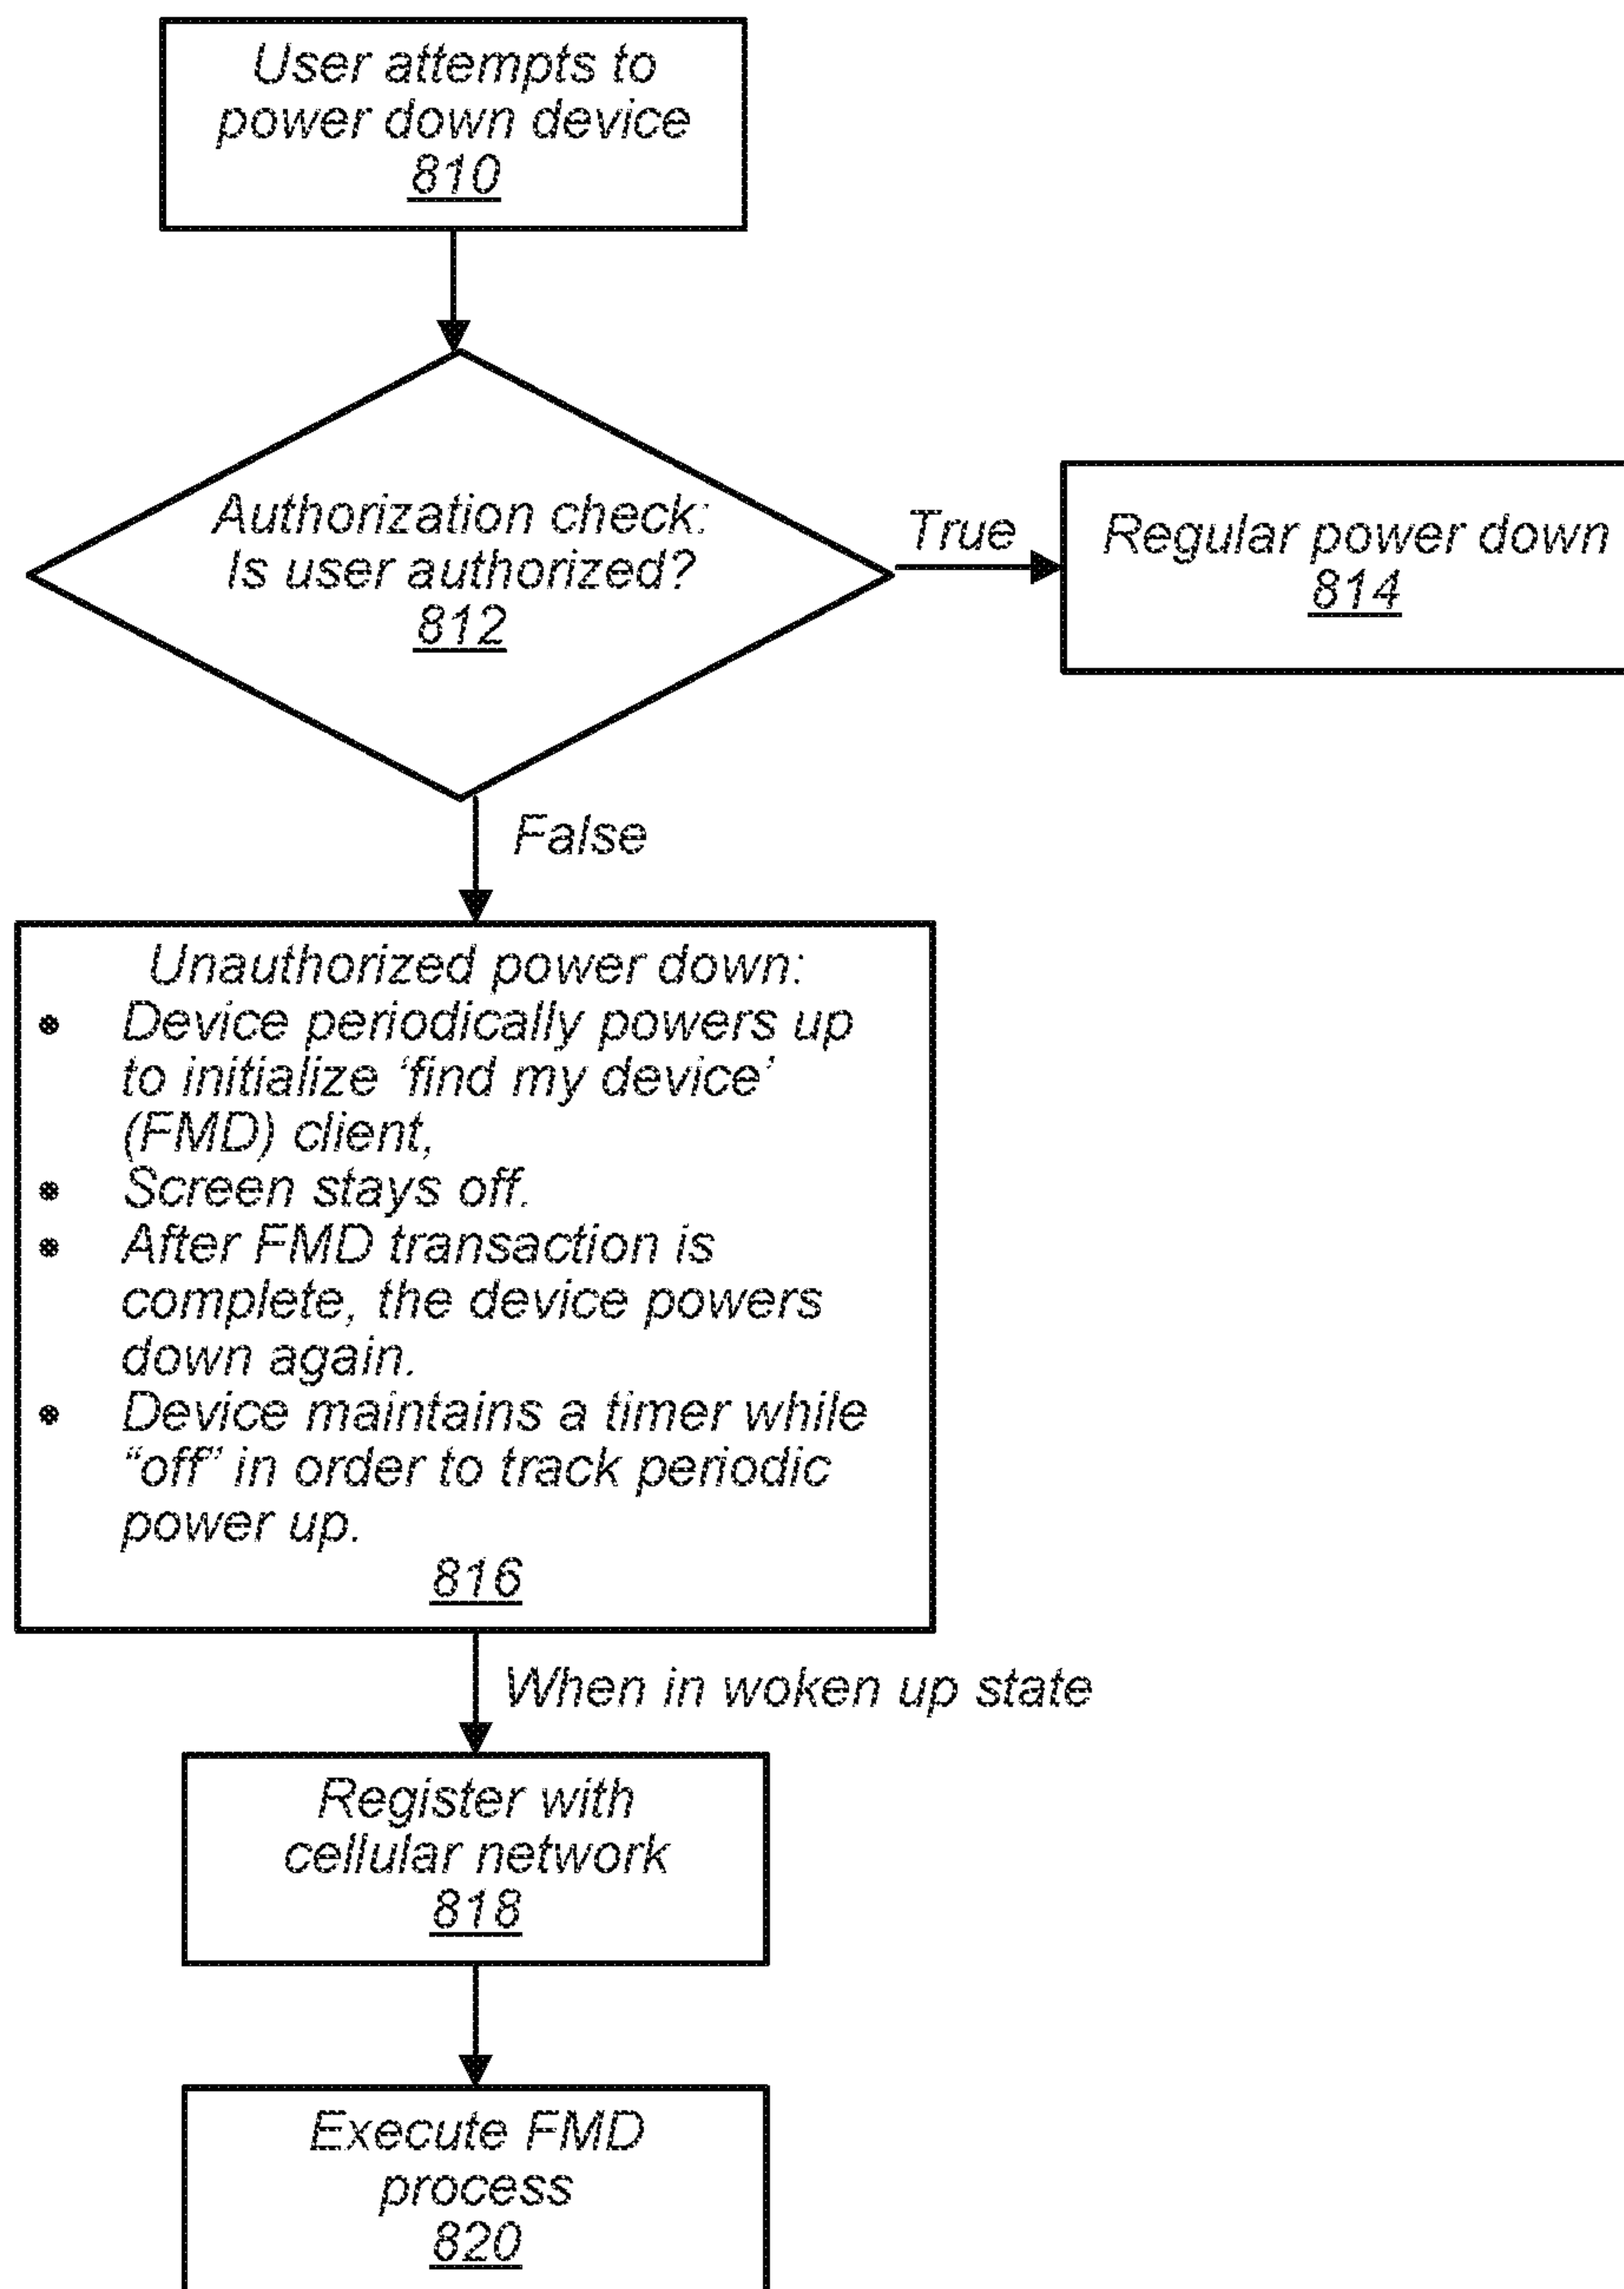 User attempts to
power down device
810
Authorization check:
Is user authorized?
812
True
Regular power down
814
False
Unauthorized power down:
• Device periodically powers up
to initialize ‘find my device’
(FMD) client,
• Screen stays off.
• After FMD transaction is
complete, the device powers
down again.
• Device maintains a timer while
“off” in order to track periodic
power up.
816
When in woken up state
Register with
cellular network
818
Execute FMD
process
820